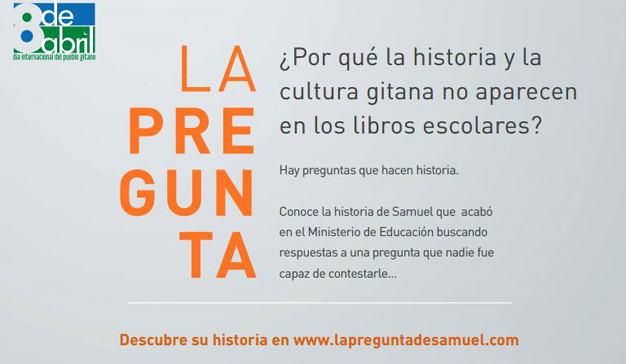 8 de
abril
día internacional del pueblo gitano
LA
PRE
GUN
TA
¿Por qué la historia y la
cultura gitana no aparecen
en los libros escolares?
Hay preguntas que hacen historia.
Conoce la historia de Samuel que acabó
en el Ministerio de Educación buscando
respuestas a una pregunta que nadie fue
capaz de contestarle...
Descubre su historia en www.lapreguntadesamuel.com